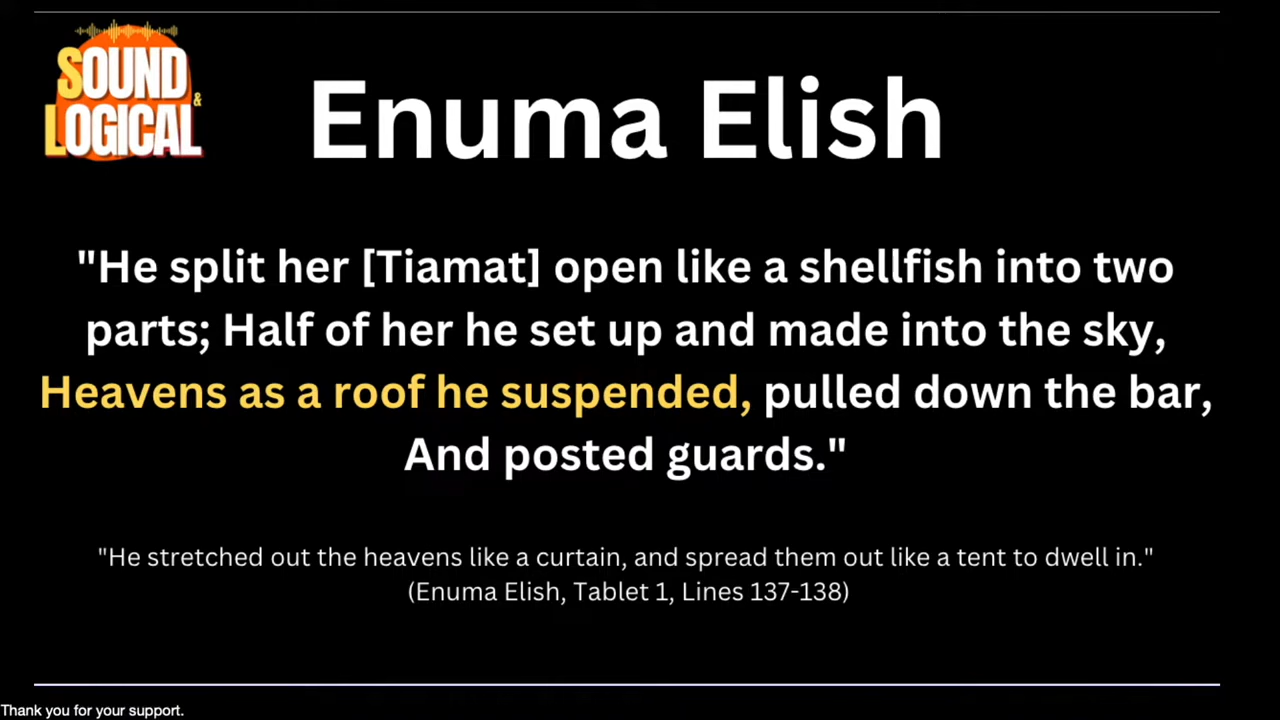 SOUND
&
LOGICAL
Enuma Elish
"He split her [Tiamat] open like a shellfish into two
parts; Half of her he set up and made into the sky,
Heavens as a roof he suspended, pulled down the bar,
And posted guards."
"He stretched out the heavens like a curtain, and spread them out like a tent to dwell in."
(Enuma Elish, Tablet 1, Lines 137-138)
Thank you for your support.